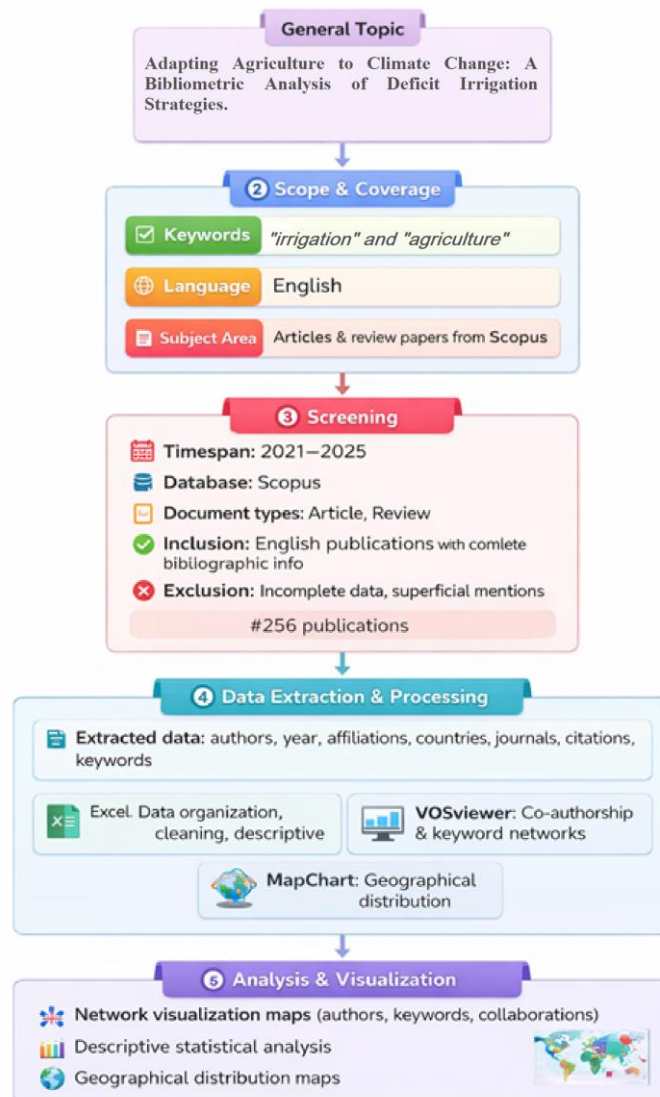 General Topic
Adapting Agriculture to Climate Change: A
Bibliometric Analysis of Deficit Irrigation
Strategies.
2 Scope & Coverage
Keywords "irrigation" and "agriculture"
Language English
Subject Area Articles & review papers from Scopus
3 Screening
Timespan: 2021–2025
Database: Scopus
Document types: Article, Review
Inclusion: English publications with comlete
bibliographic info
Exclusion: Incomplete data, superficial mentions
#256 publications
4 Data Extraction & Processing
Extracted data: authors, year, affiliations, countries, journals, citations,
keywords
Excel. Data organization,
cleaning, descriptive
VOSviewer: Co-authorship
& keyword networks
MapChart: Geographical
distribution
5 Analysis & Visualization
Network visualization maps (authors, keywords, collaborations)
Descriptive statistical analysis
Geographical distribution maps